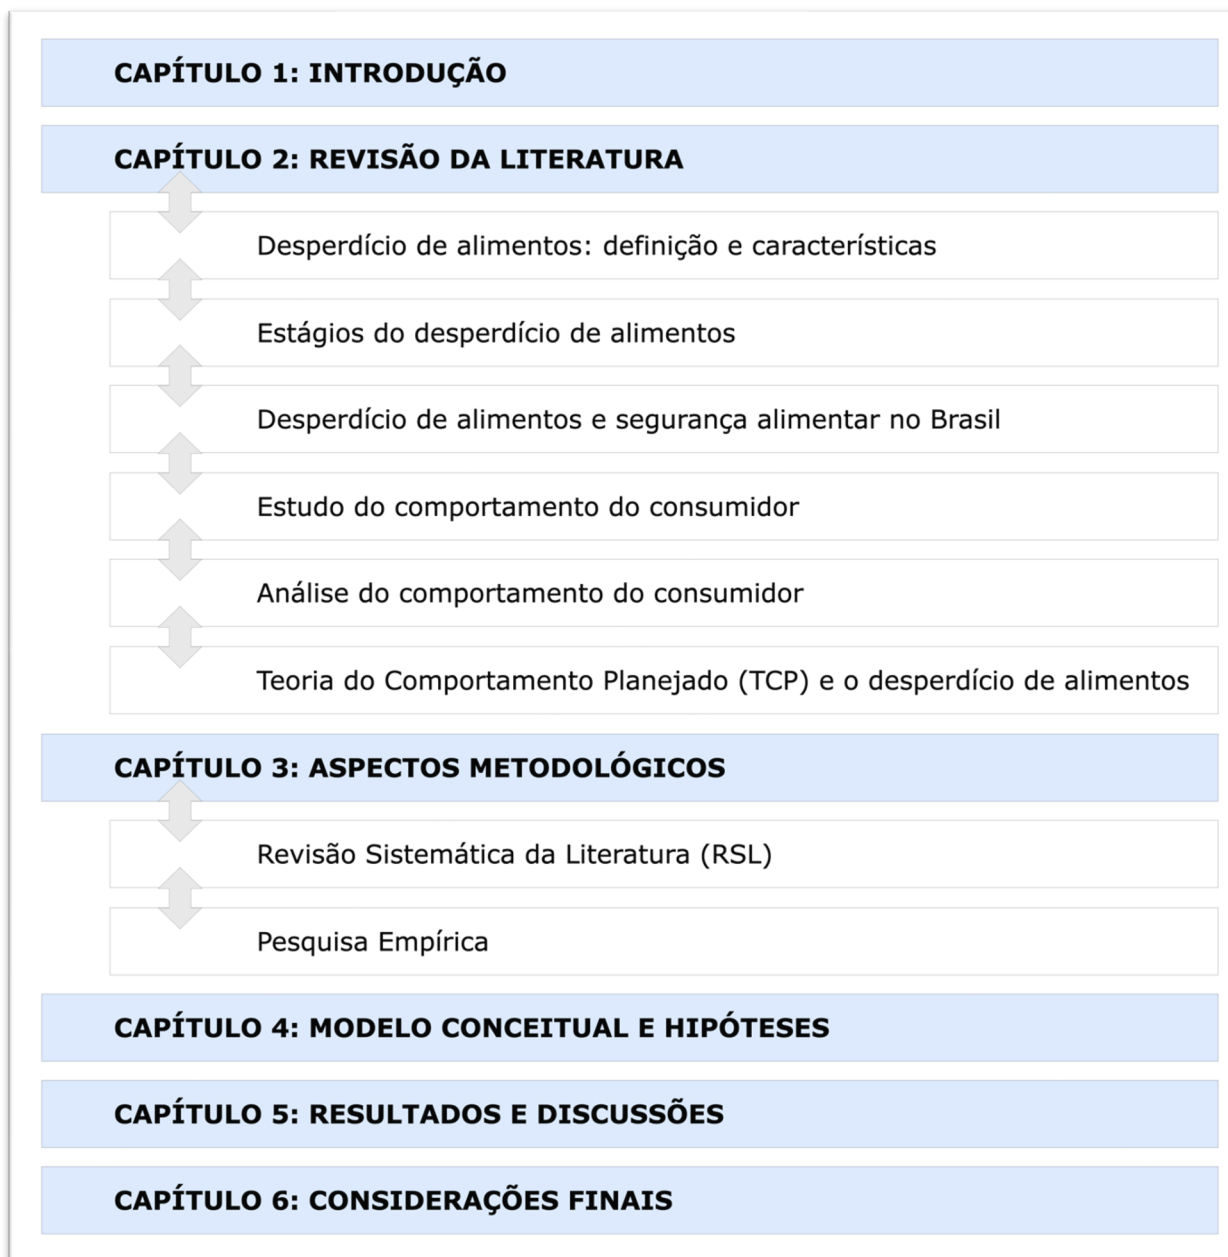 CAPÍTULO 1: INTRODUÇÃO
CAPÍTULO 2: REVISÃO DA LITERATURA
Desperdício de alimentos: definição e características
Estágios do desperdício de alimentos
Desperdício de alimentos e segurança alimentar no Brasil
Estudo do comportamento do consumidor
Análise do comportamento do consumidor
Teoria do Comportamento Planejado (TCP) e o desperdício de alimentos
CAPÍTULO 3: ASPECTOS METODOLÓGICOS
Revisão Sistemática da Literatura (RSL)
Pesquisa Empírica
CAPÍTULO 4: MODELO CONCEITUAL E HIPÓTESES
CAPÍTULO 5: RESULTADOS E DISCUSSÕES
CAPÍTULO 6: CONSIDERAÇÕES FINAIS